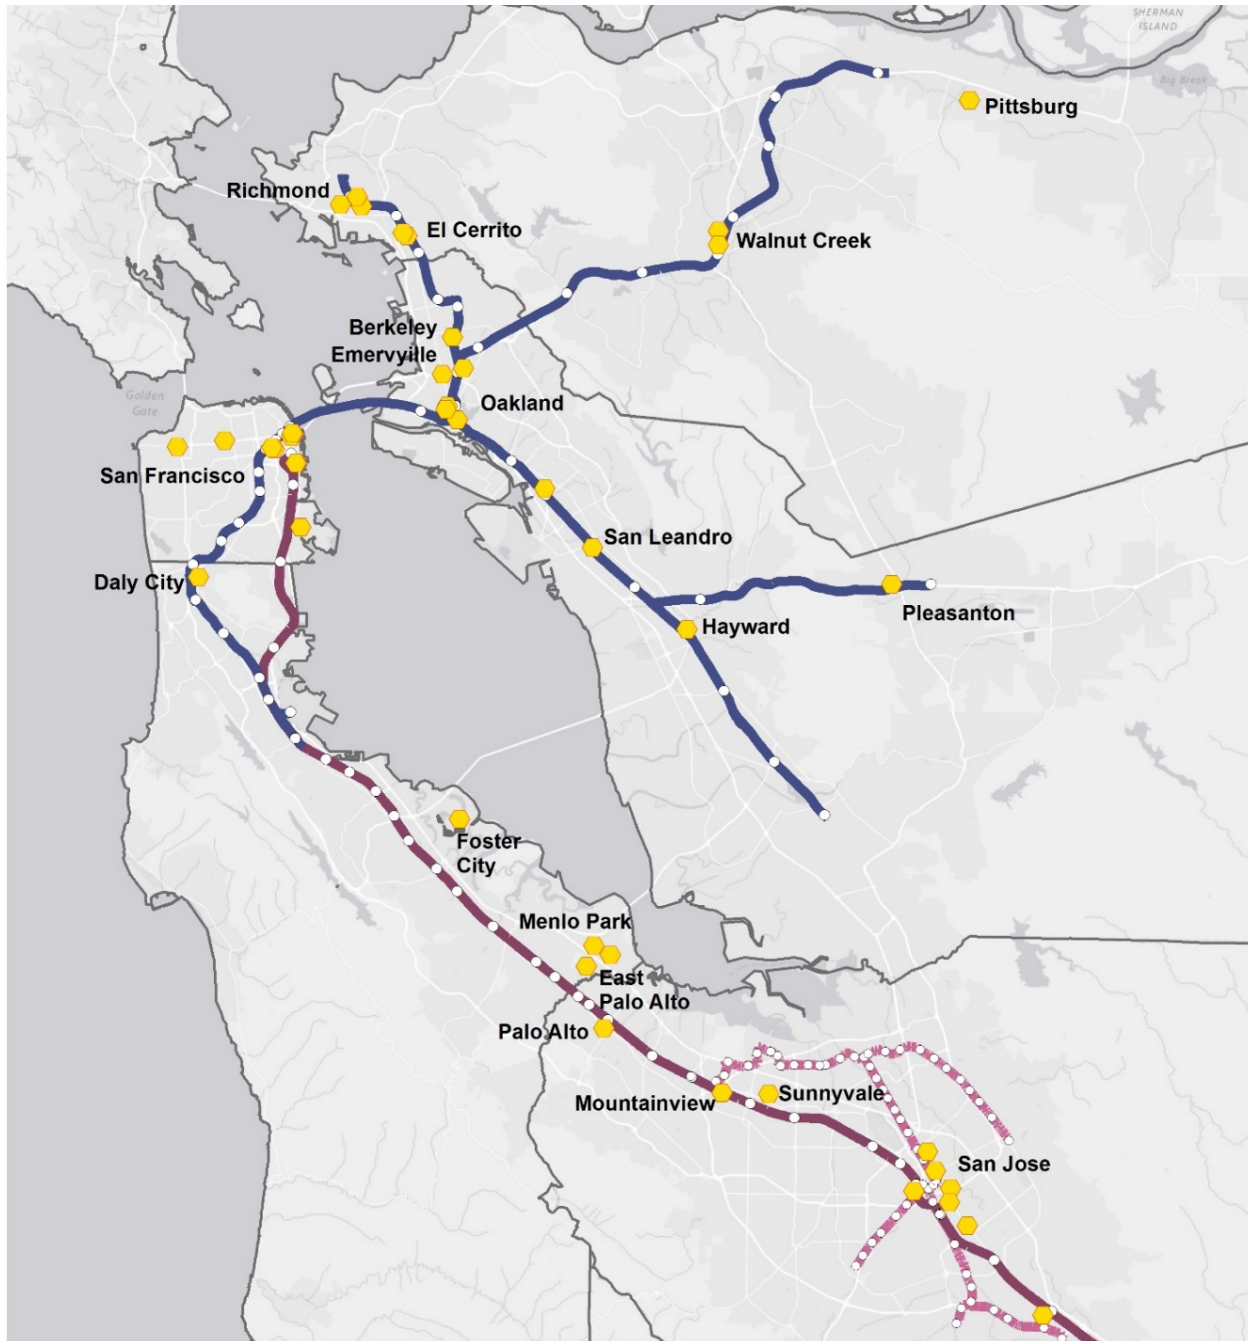 SHERMAN
ISLAND
Big Break
Pittsburg
Richmond
El Cerrito
Walnut Creek
Berkeley
Emervyille
Golden
Gate
Oakland
San Francisco
San Leandro
Daly City
Pleasanton
Hayward
Foster
City
Menlo Park
East
Palo Alto
Palo Alto
Mountainview
Sunnyvale
San Jose